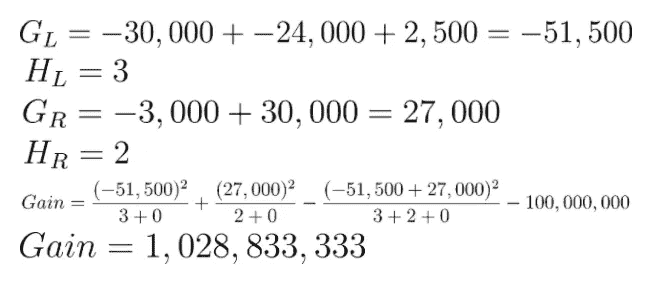 G_L = −30, 000 + −24, 000 + 2, 500 = −51, 500
H_L = 3
G_R = −3, 000 + 30, 000 = 27, 000
H_R = 2
Gain = (−51, 500)²/(3 + 0) + (27, 000)²/(2 + 0) − (−51, 500 + 27, 000)²/(3 + 2 + 0) − 100, 000, 000
Gain = 1, 028, 833, 333